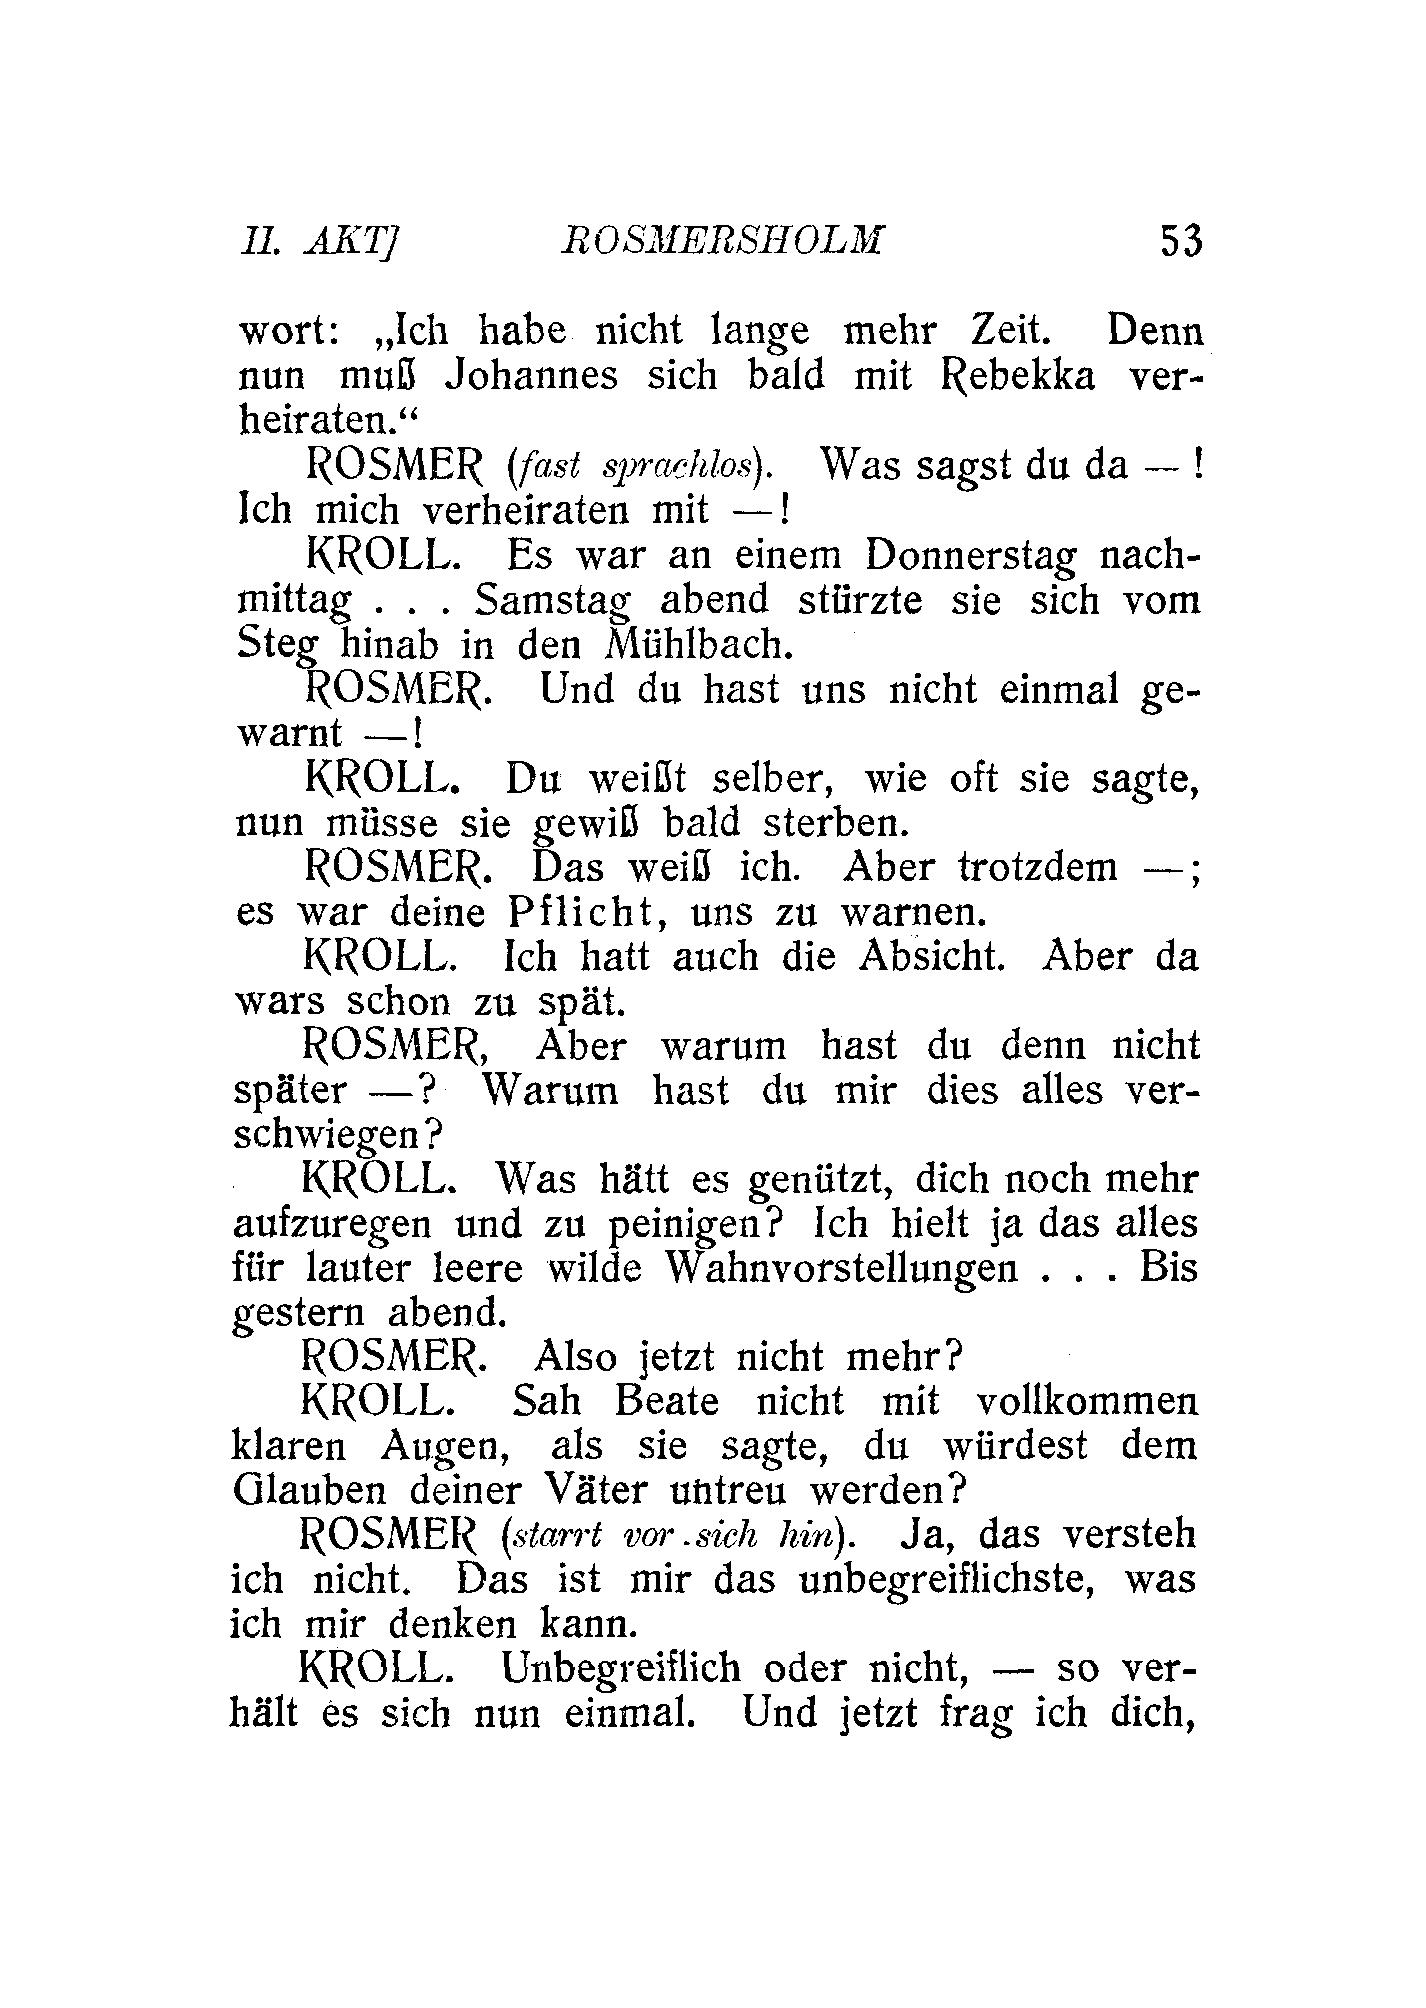 II. AKT] ROSMERSHOLM 53
wort: „Ich habe nicht lange mehr Zeit. Denn
nun muß Johannes sich bald mit Rebekka ver-
heiraten.“
ROSMER (fast sprachlos). Was sagst du da — !
Ich mich verheiraten mit —!
KROLL. Es war an einem Donnerstag nach-
mittag . . . Samstag abend stürzte sie sich vom
Steg hinab in den Mühlbach.
ROSMER. Und du hast uns nicht einmal ge-
warnt —!
KROLL. Du weißt selber, wie oft sie sagte,
nun müsse sie gewiß bald sterben.
ROSMER. Das weiß ich. Aber trotzdem —;
es war deine Pflicht, uns zu warnen.
KROLL. Ich hatt auch die Absicht. Aber da
wars schon zu spät.
ROSMER, Aber warum hast du denn nicht
später —? Warum hast du mir dies alles ver-
schwiegen?
KROLL. Was hätt es genützt, dich noch mehr
aufzuregen und zu peinigen? Ich hielt ja das alles
für lauter leere wilde Wahnvorstellungen . . . Bis
gestern abend.
ROSMER. Also jetzt nicht mehr?
KROLL. Sah Beate nicht mit vollkommen
klaren Augen, als sie sagte, du würdest dem
Glauben deiner Väter untreu werden?
ROSMER (starrt vor sich hin). Ja, das versteh
ich nicht. Das ist mir das unbegreiflichste, was
ich mir denken kann.
KROLL. Unbegreiflich oder nicht, — so ver-
hält es sich nun einmal. Und jetzt frag ich dich,